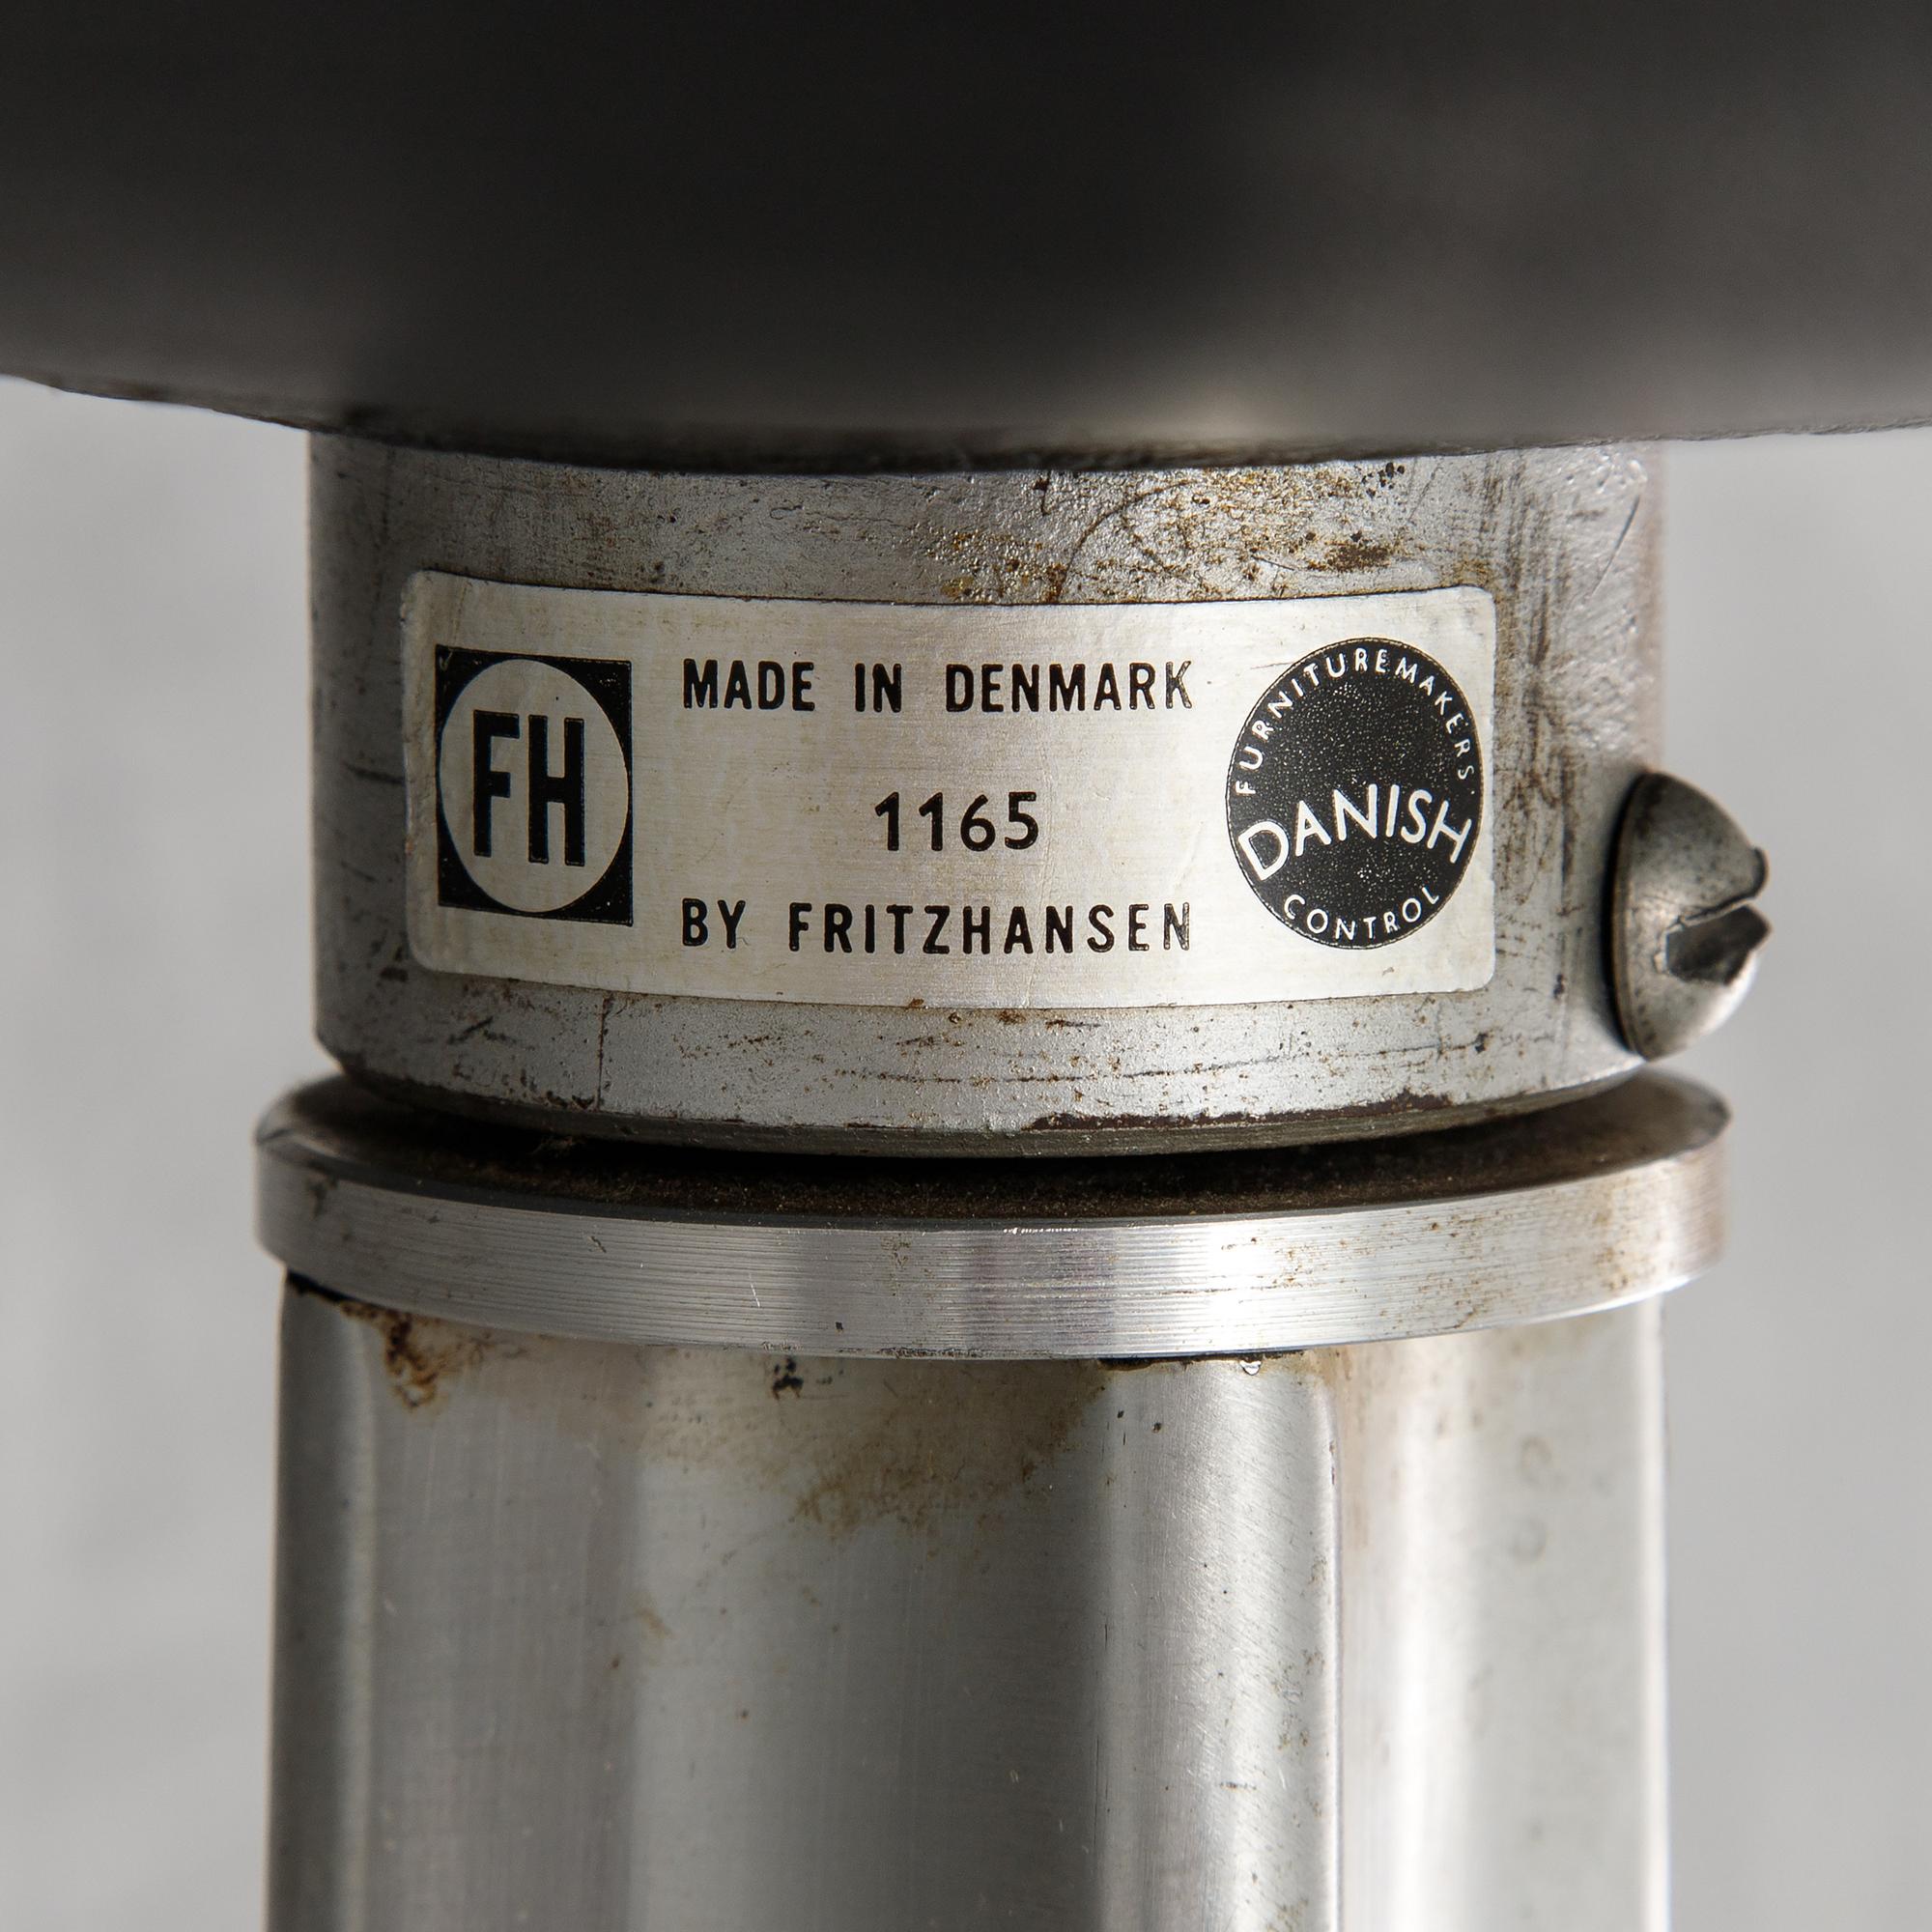 FH
MADE IN DENMARK
1165
BY FRITZHANSEN
FURNITUREMAKERS'
DANISH
CONTROL